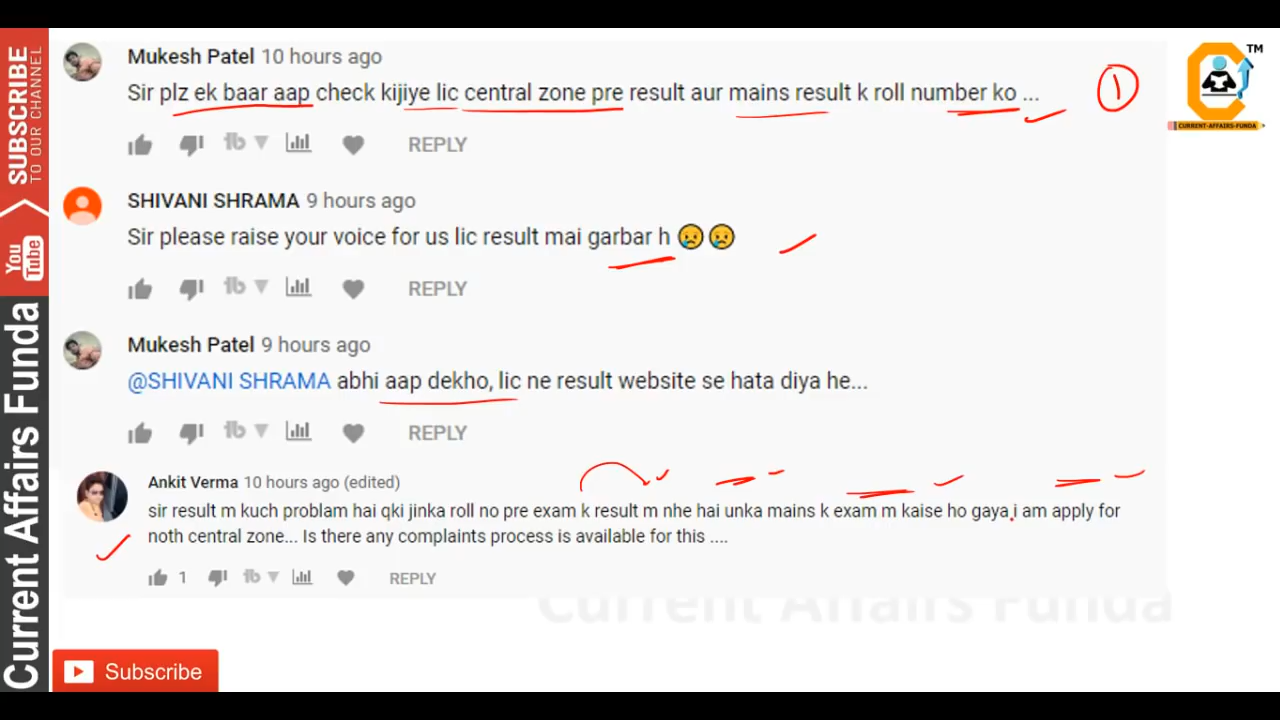 Mukesh Patel 10 hours ago
Sir plz ek baar aap check kijiye lic central zone pre result aur mains result k roll number ko ...
REPLY
SHIVANI SHRAMA 9 hours ago
Sir please raise your voice for us lic result mai garbar h 😢😢
REPLY
Mukesh Patel 9 hours ago
@SHIVANI SHRAMA abhi aap dekho, lic ne result website se hata diya he...
REPLY
Ankit Verma 10 hours ago (edited)
sir result m kuch problam hai qki jinka roll no pre exam k result m nhe hai unka mains k exam m kaise ho gaya,i am apply for
noth central zone... Is there any complaints process is available for this ....
1 REPLY
Current Affairs Funda
Subscribe
1
TM
CURRENT-AFFAIRS-FUNDA
SUBSCRIBE
TO OUR CHANNEL
You Tube
Current Affairs Funda